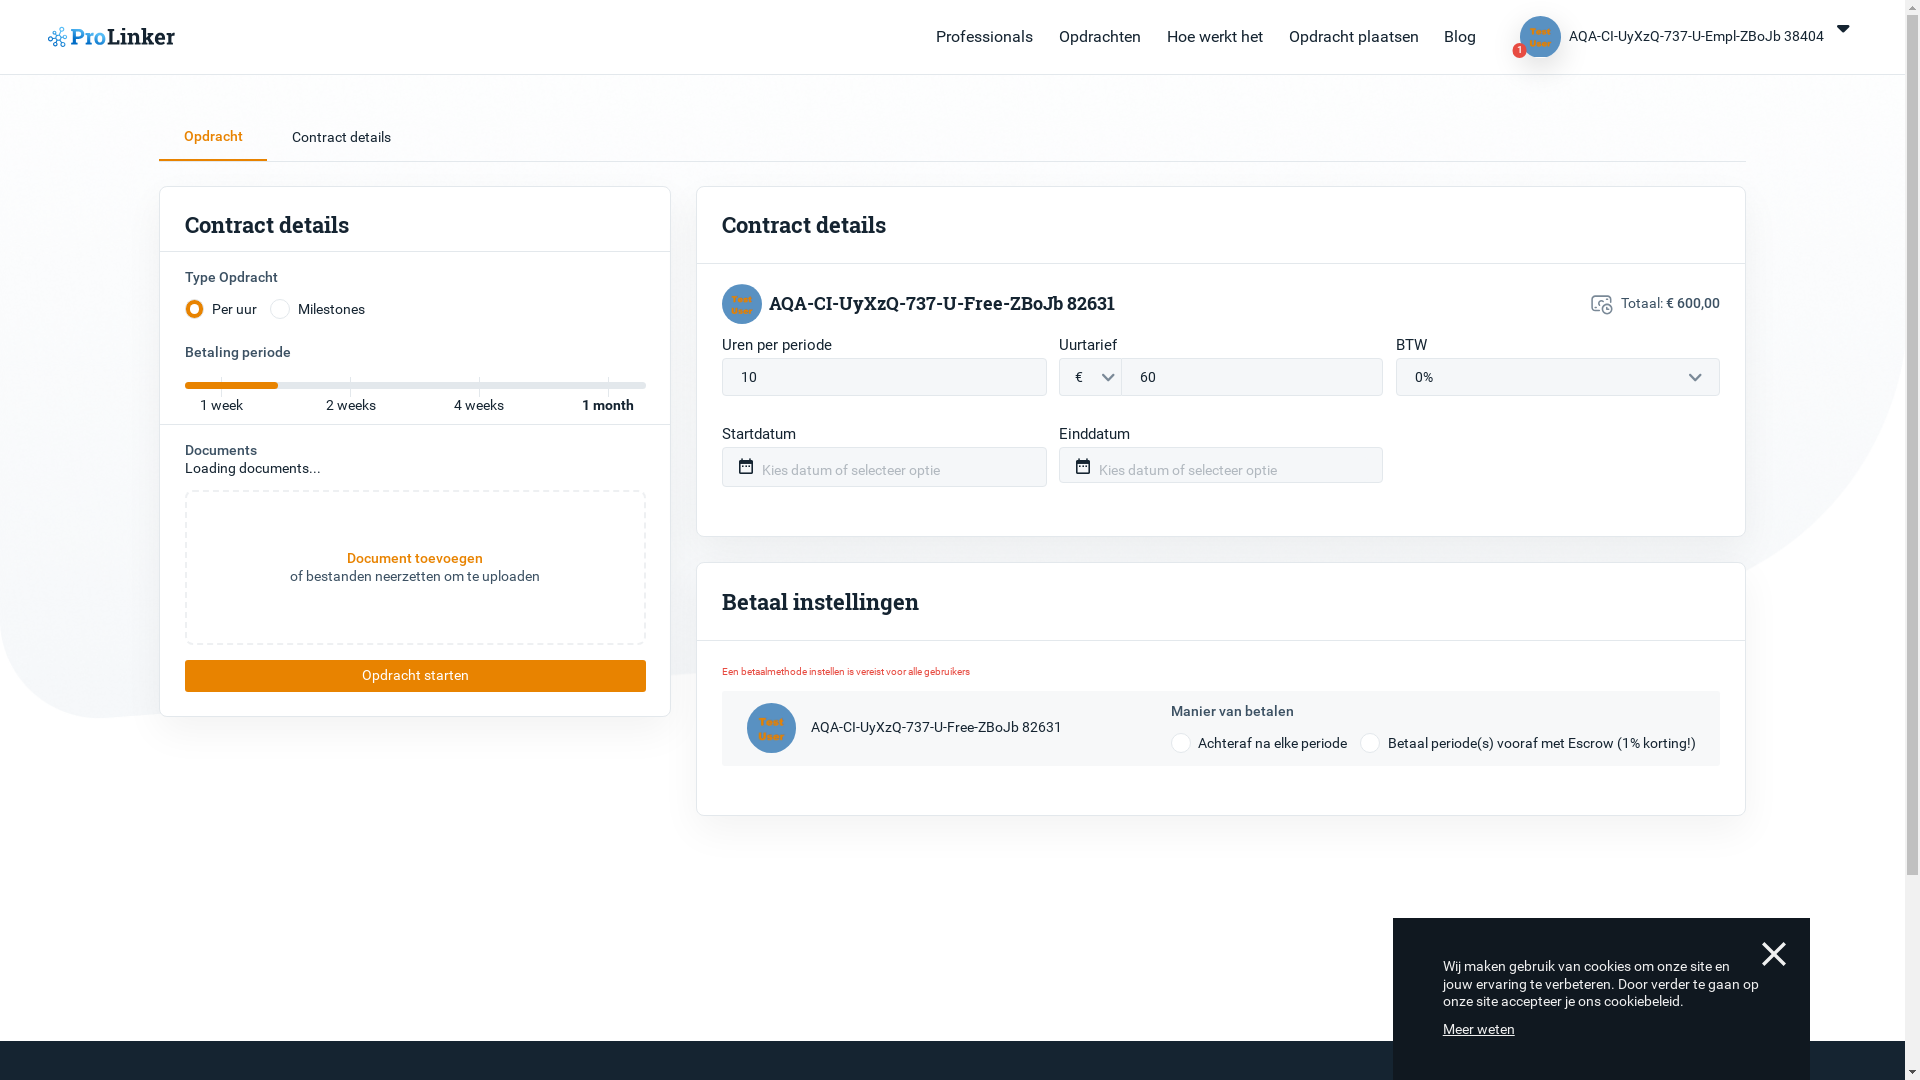 ProLinker
Professionals
Opdrachten
Hoe werkt het
Opdracht plaatsen
Blog
Test
User
1
AQA-CI-UyXzQ-737-U-Empl-ZBoJb 38404
Opdracht
Contract details
Contract details
Type Opdracht
Per uur
Milestones
Betaling periode
1 week
2 weeks
4 weeks
1 month
Documents
Loading documents...
Document toevoegen
of bestanden neerzetten om te uploaden
Opdracht starten
Contract details
Test
User
AQA-CI-UyXzQ-737-U-Free-ZBoJb 82631
Totaal: € 600,00
Uren per periode
Uurtarief
BTW
10
€
60
0%
Startdatum
Einddatum
Kies datum of selecteer optie
Kies datum of selecteer optie
Betaal instellingen
Een betaalmethode instellen is vereist voor alle gebruikers
Test
User
AQA-CI-UyXzQ-737-U-Free-ZBoJb 82631
Manier van betalen
Achteraf na elke periode
Betaal periode(s) vooraf met Escrow (1% korting!)
Wij maken gebruik van cookies om onze site en
jouw ervaring te verbeteren. Door verder te gaan op
onze site accepteer je ons cookiebeleid.
Meer weten